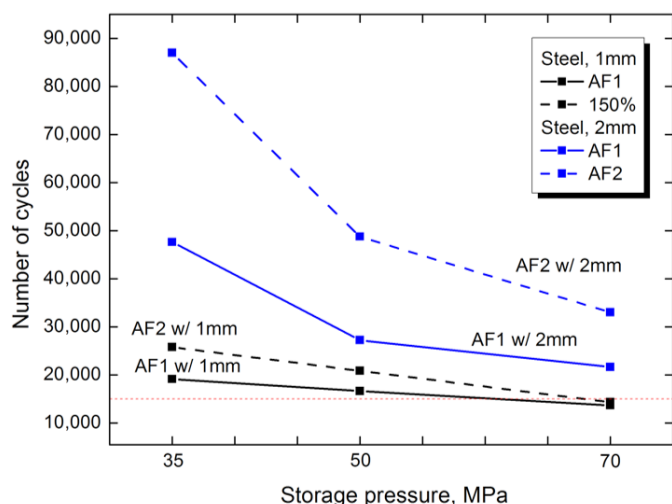 90,000
80,000
70,000
60,000
50,000
40,000
30,000
20,000
10,000
Number of cycles
Steel, 1mm
AF1
150%
Steel, 2mm
AF1
AF2
AF2 w/ 2mm
AF1 w/ 2mm
AF2 w/ 1mm
AF1 w/ 1mm
35
50
70
Storage pressure, MPa